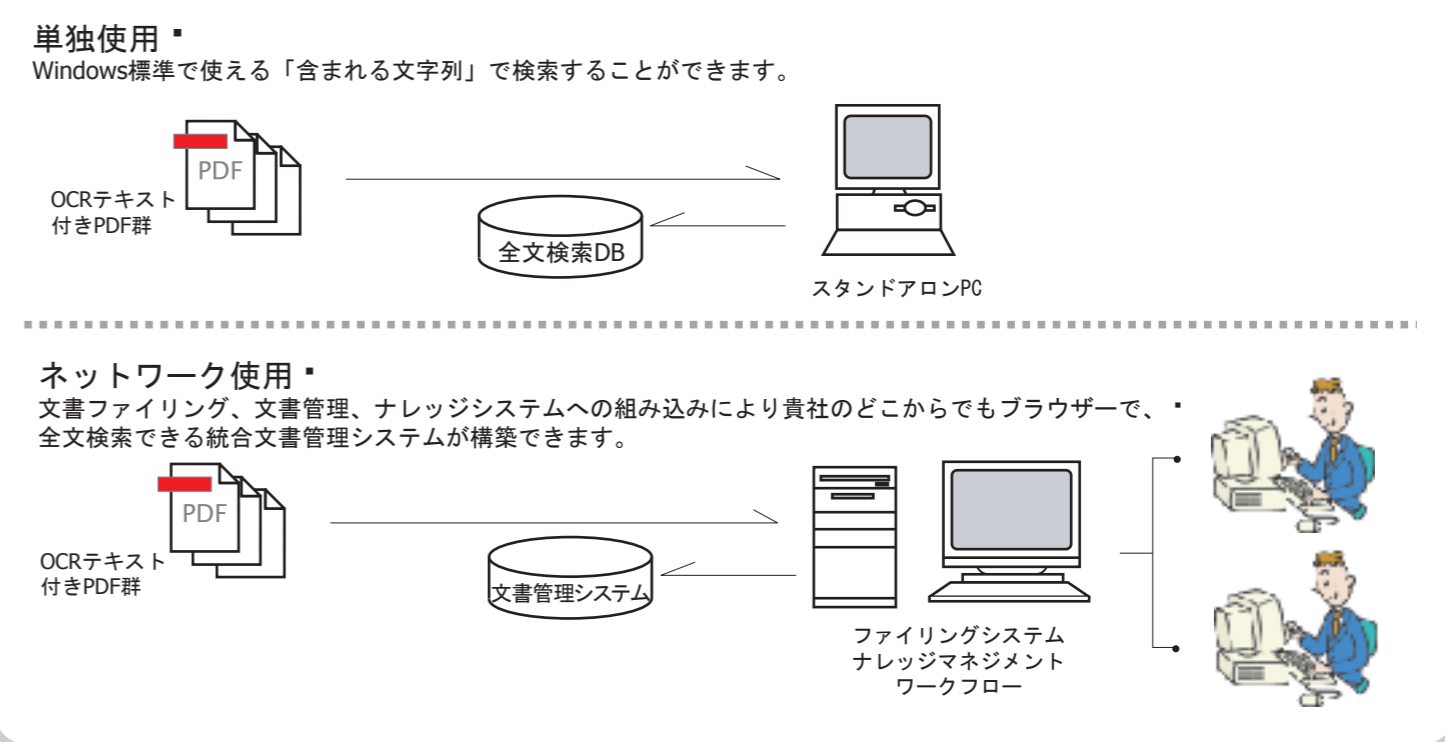 単独使用▪
Windows標準で使える「含まれる文字列」で検索することができます。
PDF
OCRテキスト
付きPDF群
全文検索DB
スタンドアロンPC
ネットワーク使用▪
文書ファイリング、文書管理、ナレッジシステムへの組み込みにより貴社のどこからでもブラウザーで、▪
全文検索できる統合文書管理システムが構築できます。
PDF
OCRテキスト
付きPDF群
文書管理システム
ファイリングシステム
ナレッジマネジメント
ワークフロー